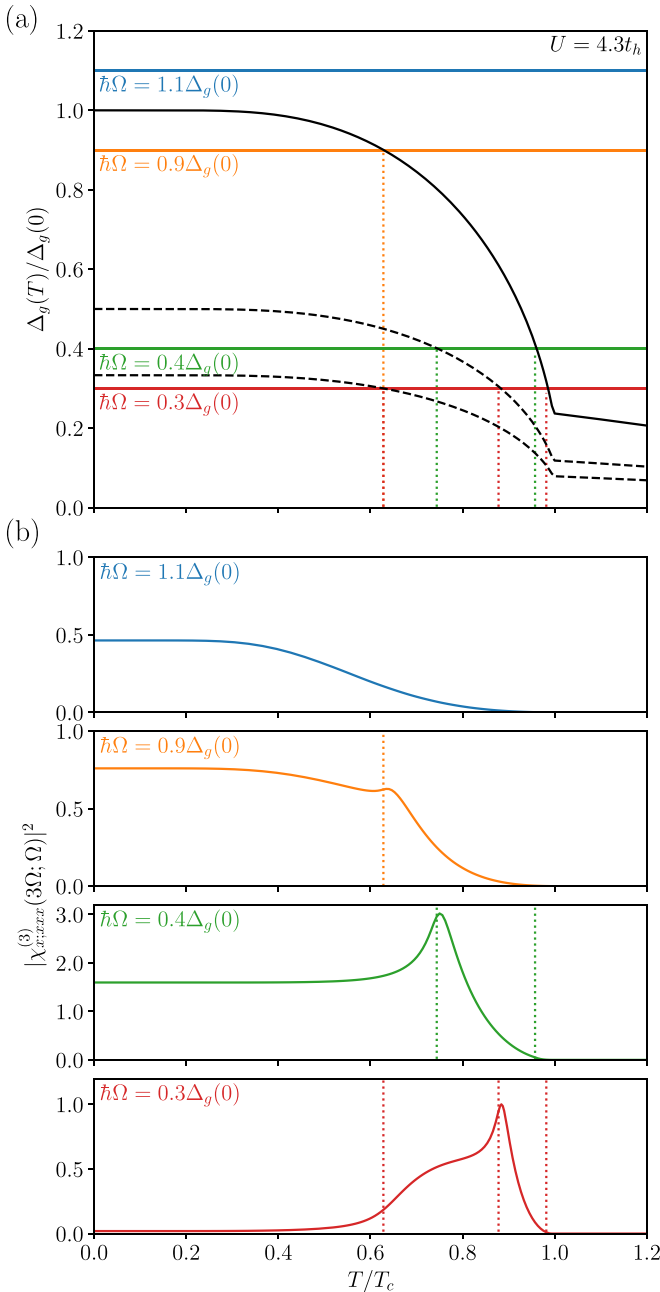 (a)
U = 4.3t_h
ħΩ = 1.1Δ_g(0)
ħΩ = 0.9Δ_g(0)
ħΩ = 0.4Δ_g(0)
ħΩ = 0.3Δ_g(0)
Δ_g(T)/Δ_g(0)
1.2
1.0
0.8
0.6
0.4
0.2
0.0
(b)
ħΩ = 1.1Δ_g(0)
1.0
0.5
0.0
ħΩ = 0.9Δ_g(0)
1.0
0.5
0.0
|χ^{(3)}_{x;xxx}(3Ω; Ω)|^2
ħΩ = 0.4Δ_g(0)
3.0
2.0
1.0
0.0
ħΩ = 0.3Δ_g(0)
1.0
0.5
0.0
0.0 0.2 0.4 0.6 0.8 1.0 1.2
T/T_c